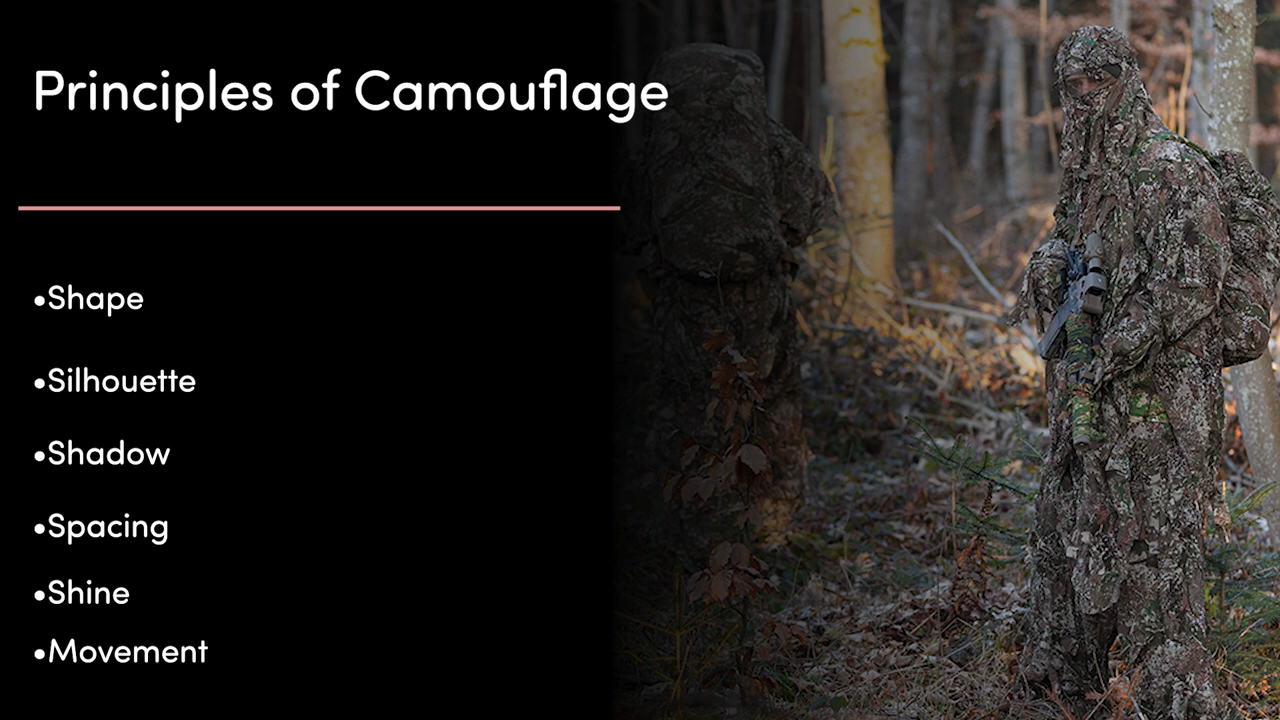 Principles of Camouflage
•Shape
•Silhouette
•Shadow
•Spacing
•Shine
•Movement